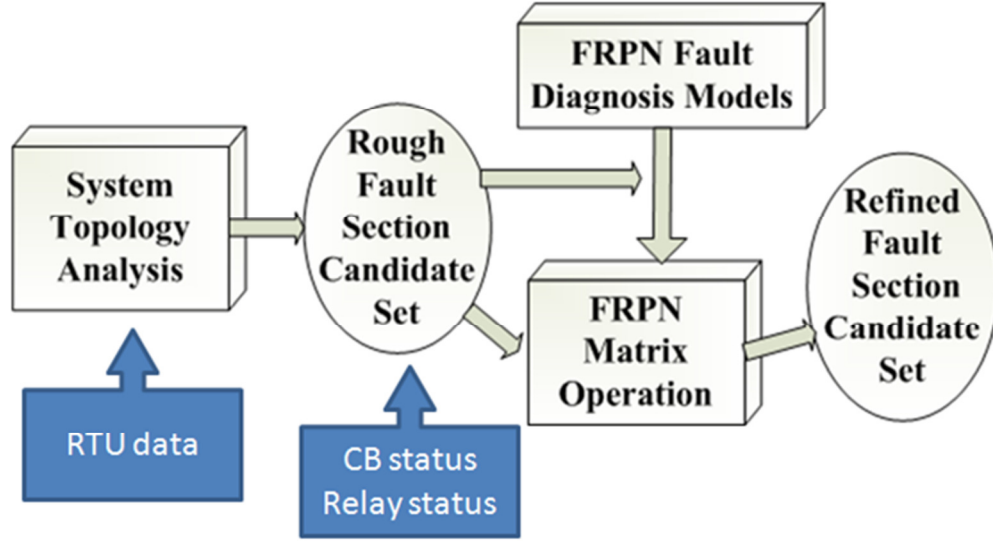 FRPN Fault
Diagnosis Models
System
Topology
Analysis
Rough
Fault
Section
Candidate
Set
FRPN
Matrix
Operation
Refined
Fault
Section
Candidate
Set
RTU data
CB status
Relay status